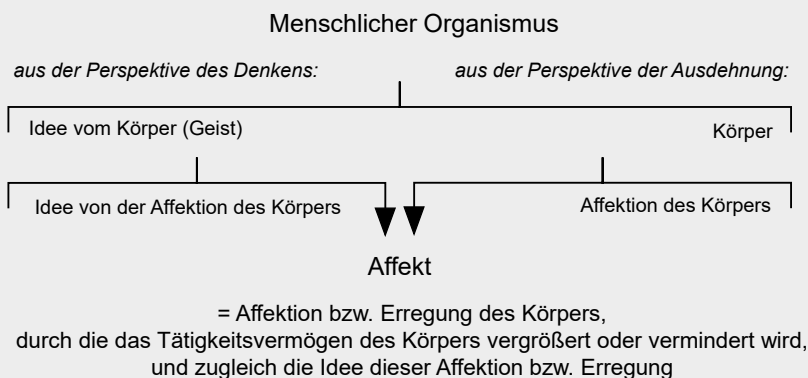 Menschlicher Organismus
aus der Perspektive des Denkens: aus der Perspektive der Ausdehnung:
Idee vom Körper (Geist) Körper
Idee von der Affektion des Körpers Affektion des Körpers
Affekt
= Affektion bzw. Erregung des Körpers,
durch die das Tätigkeitsvermögen des Körpers vergrößert oder vermindert wird,
und zugleich die Idee dieser Affektion bzw. Erregung